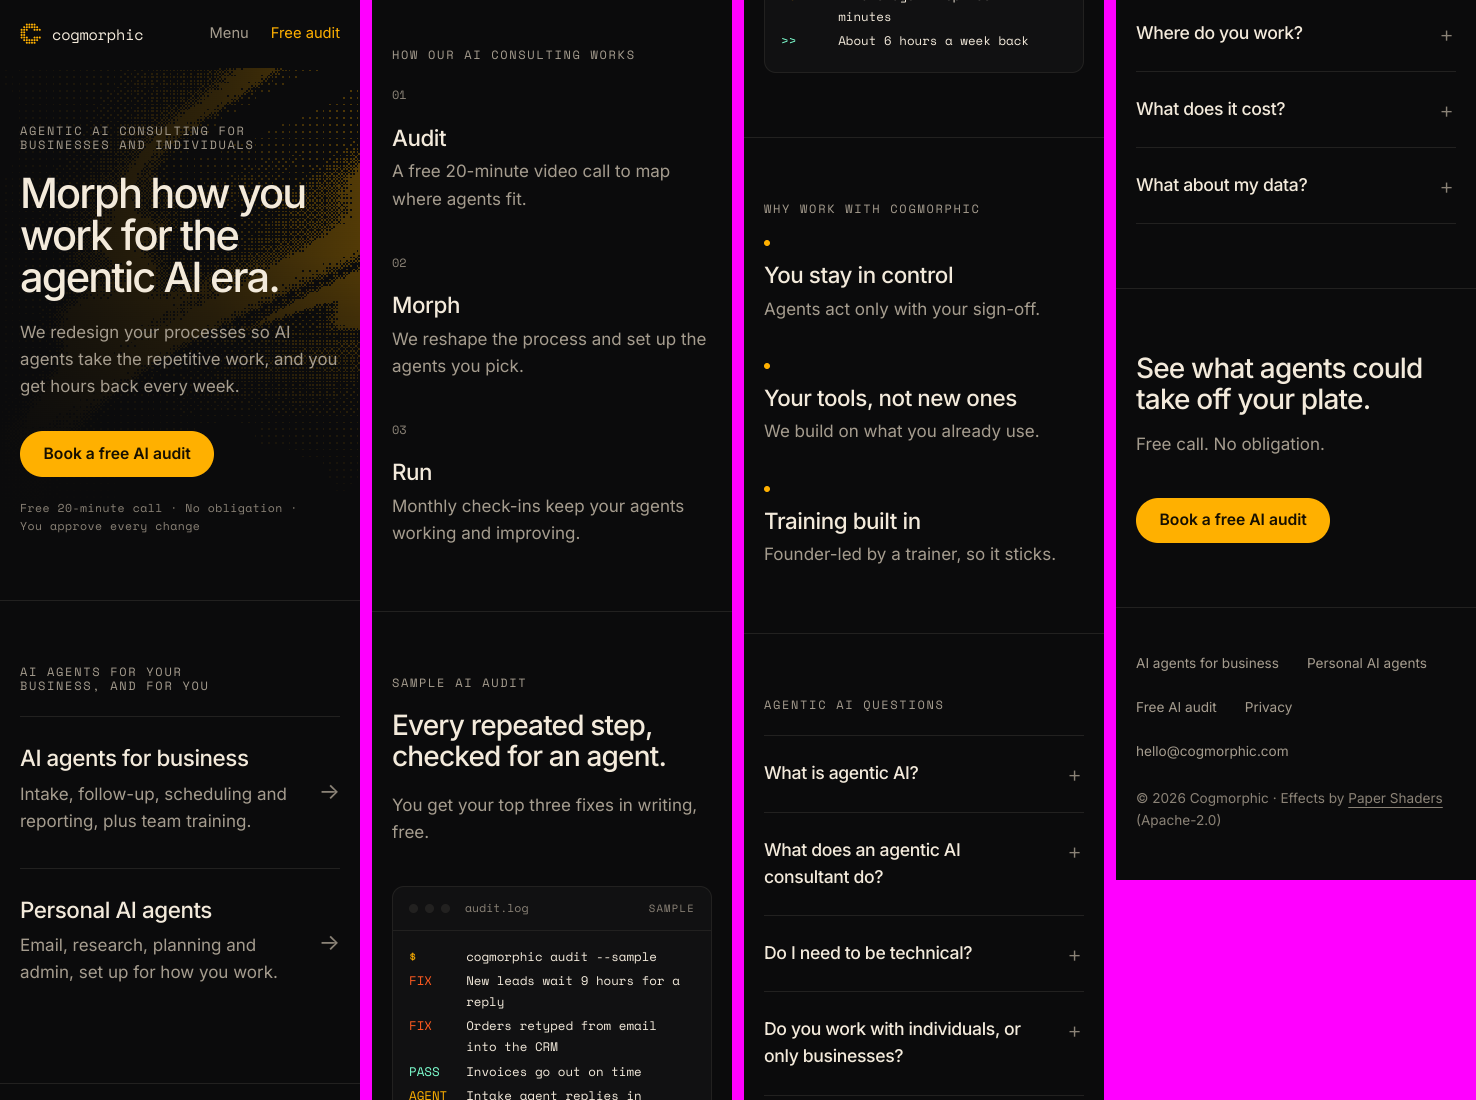 cogmorphic
Menu
Free audit
AGENTIC AI CONSULTING FOR
BUSINESSES AND INDIVIDUALS
Morph how you
work for the
agentic AI era.
We redesign your processes so AI
agents take the repetitive work, and you
get hours back every week.
Book a free AI audit
Free 20-minute call · No obligation ·
You approve every change
AI AGENTS FOR YOUR
BUSINESS, AND FOR YOU
AI agents for business
Intake, follow-up, scheduling and
reporting, plus team training.
→
Personal AI agents
Email, research, planning and
admin, set up for how you work.
→
HOW OUR AI CONSULTING WORKS
01
Audit
A free 20-minute video call to map
where agents fit.
02
Morph
We reshape the process and set up the
agents you pick.
03
Run
Monthly check-ins keep your agents
working and improving.
SAMPLE AI AUDIT
Every repeated step,
checked for an agent.
You get your top three fixes in writing,
free.
audit.log
SAMPLE
$ cogmorphic audit --sample
FIX New leads wait 9 hours for a
reply
FIX Orders retyped from email
into the CRM
PASS Invoices go out on time
AGENT Intake agent replies in
minutes
>> About 6 hours a week back
WHY WORK WITH COGMORPHIC
You stay in control
Agents act only with your sign-off.
Your tools, not new ones
We build on what you already use.
Training built in
Founder-led by a trainer, so it sticks.
AGENTIC AI QUESTIONS
What is agentic AI? +
What does an agentic AI
consultant do? +
Do I need to be technical? +
Do you work with individuals, or
only businesses? +
Where do you work? +
What does it cost? +
What about my data? +
See what agents could
take off your plate.
Free call. No obligation.
Book a free AI audit
AI agents for business
Personal AI agents
Free AI audit
Privacy
hello@cogmorphic.com
© 2026 Cogmorphic · Effects by Paper Shaders
(Apache-2.0)